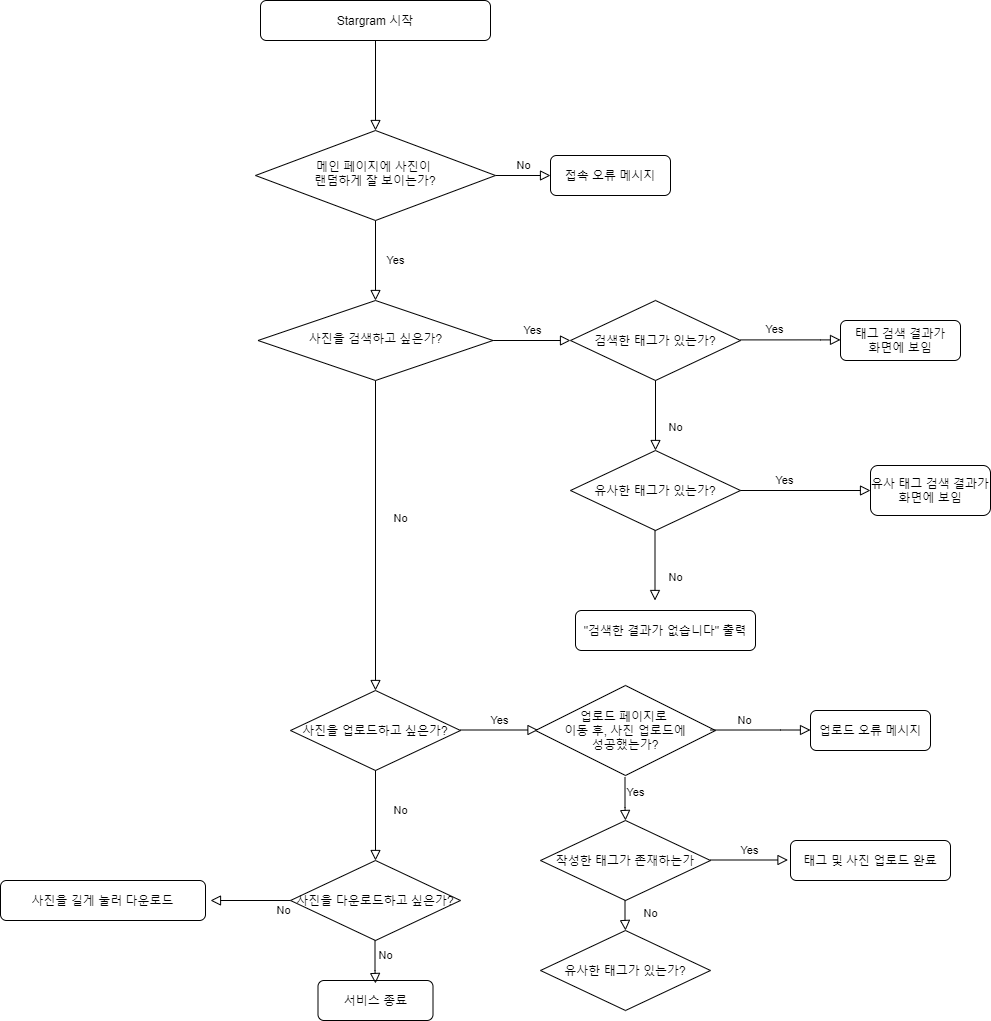 Stargram 시작
메인 페이지에 사진이
랜덤하게 잘 보이는가?
No
접속 오류 메시지
Yes
사진을 검색하고 싶은가?
Yes
검색한 태그가 있는가?
Yes
태그 검색 결과가
화면에 보임
No
유사한 태그가 있는가?
Yes
유사 태그 검색 결과가
화면에 보임
No
No
"검색한 결과가 없습니다" 출력
사진을 업로드하고 싶은가?
Yes
업로드 페이지로
이동 후, 사진 업로드에
성공했는가?
No
업로드 오류 메시지
Yes
No
작성한 태그가 존재하는가
Yes
태그 및 사진 업로드 완료
사진을 다운로드하고 싶은가?
No
사진을 길게 눌러 다운로드
No
유사한 태그가 있는가?
No
서비스 종료